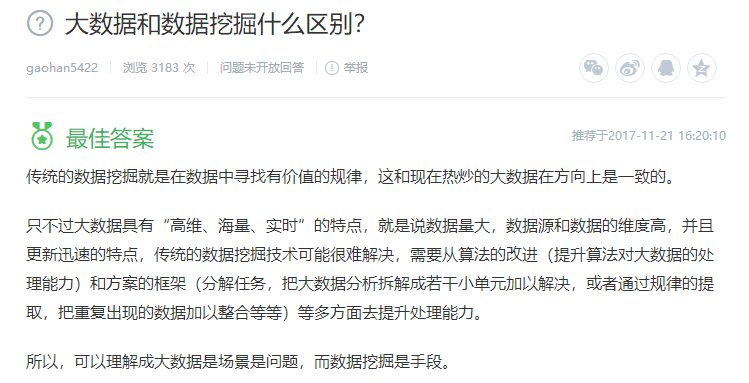 大数据和数据挖掘什么区别？
gaohan5422 浏览 3183 次 问题未开放回答 举报
最佳答案 推荐于2017-11-21 16:20:10
传统的数据挖掘就是在数据中寻找有价值的规律，这和现在热炒的大数据在方向上是一致的。
只不过大数据具有“高维、海量、实时”的特点，就是说数据量大，数据源和数据的维度高，并且
更新迅速的特点，传统的数据挖掘技术可能很难解决，需要从算法的改进（提升算法对大数据的处
理能力）和方案的框架（分解任务，把大数据分析拆解成若干小单元加以解决，或者通过规律的提
取，把重复出现的数据加以整合等等）等多方面去提升处理能力。
所以，可以理解成大数据是场景是问题，而数据挖掘是手段。